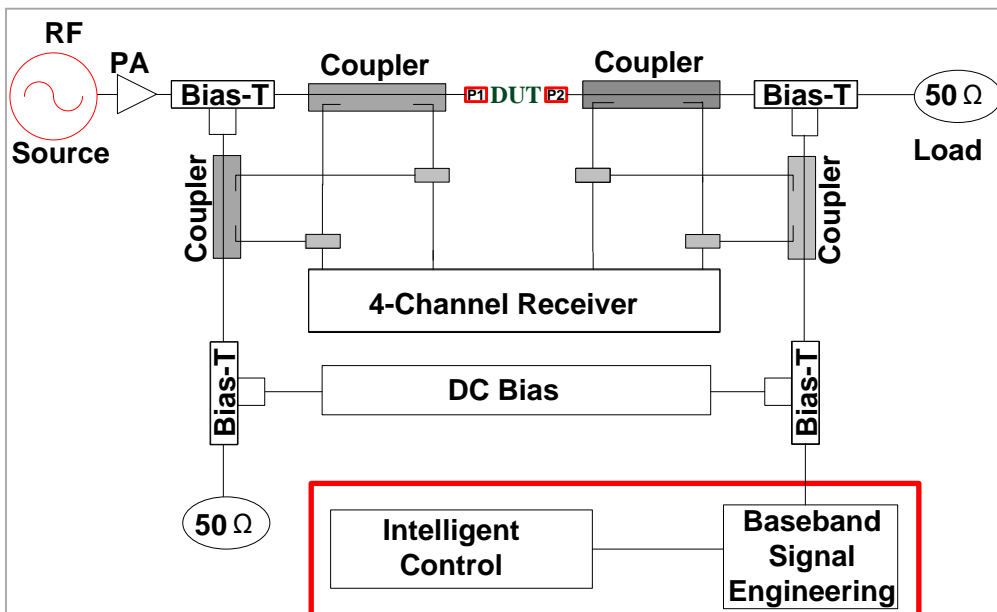 RF
PA
Coupler
Coupler
Bias-T
P1 DUT P2
Bias-T
50 Ω
Source
Load
Coupler
Coupler
4-Channel Receiver
Bias-T
DC Bias
Bias-T
50 Ω
Intelligent
Control
Baseband
Signal
Engineering